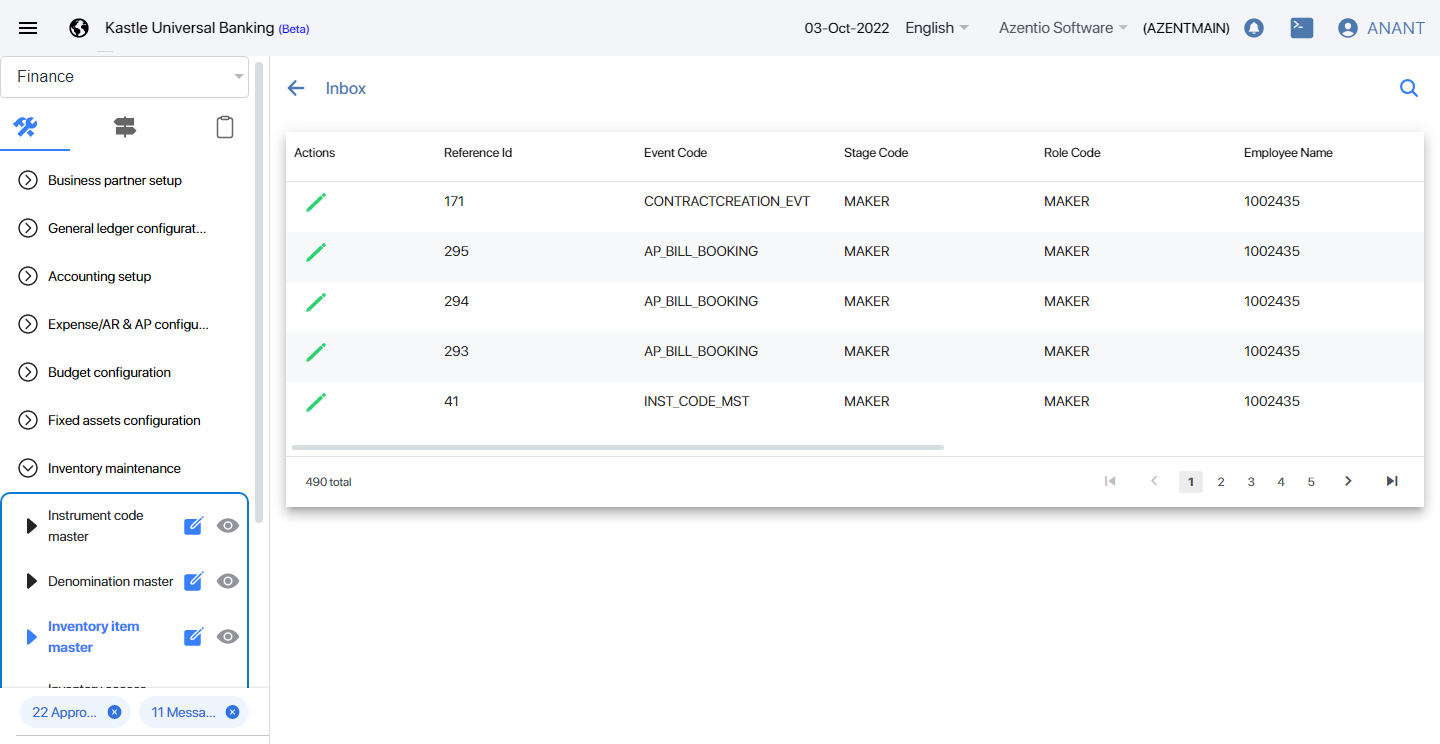 Kastle Universal Banking (Beta)
03-Oct-2022
English
Azentio Software
(AZENTMAIN)
ANANT
Finance
Business partner setup
General ledger configurat...
Accounting setup
Expense/AR & AP configu...
Budget configuration
Fixed assets configuration
Inventory maintenance
Instrument code
master
Denomination master
Inventory item
master
22 Appro...
11 Messa...
Inbox
Actions Reference Id Event Code Stage Code Role Code Employee Name
171 CONTRACTCREATION_EVT MAKER MAKER 1002435
295 AP_BILL_BOOKING MAKER MAKER 1002435
294 AP_BILL_BOOKING MAKER MAKER 1002435
293 AP_BILL_BOOKING MAKER MAKER 1002435
41 INST_CODE_MST MAKER MAKER 1002435
490 total
1 2 3 4 5